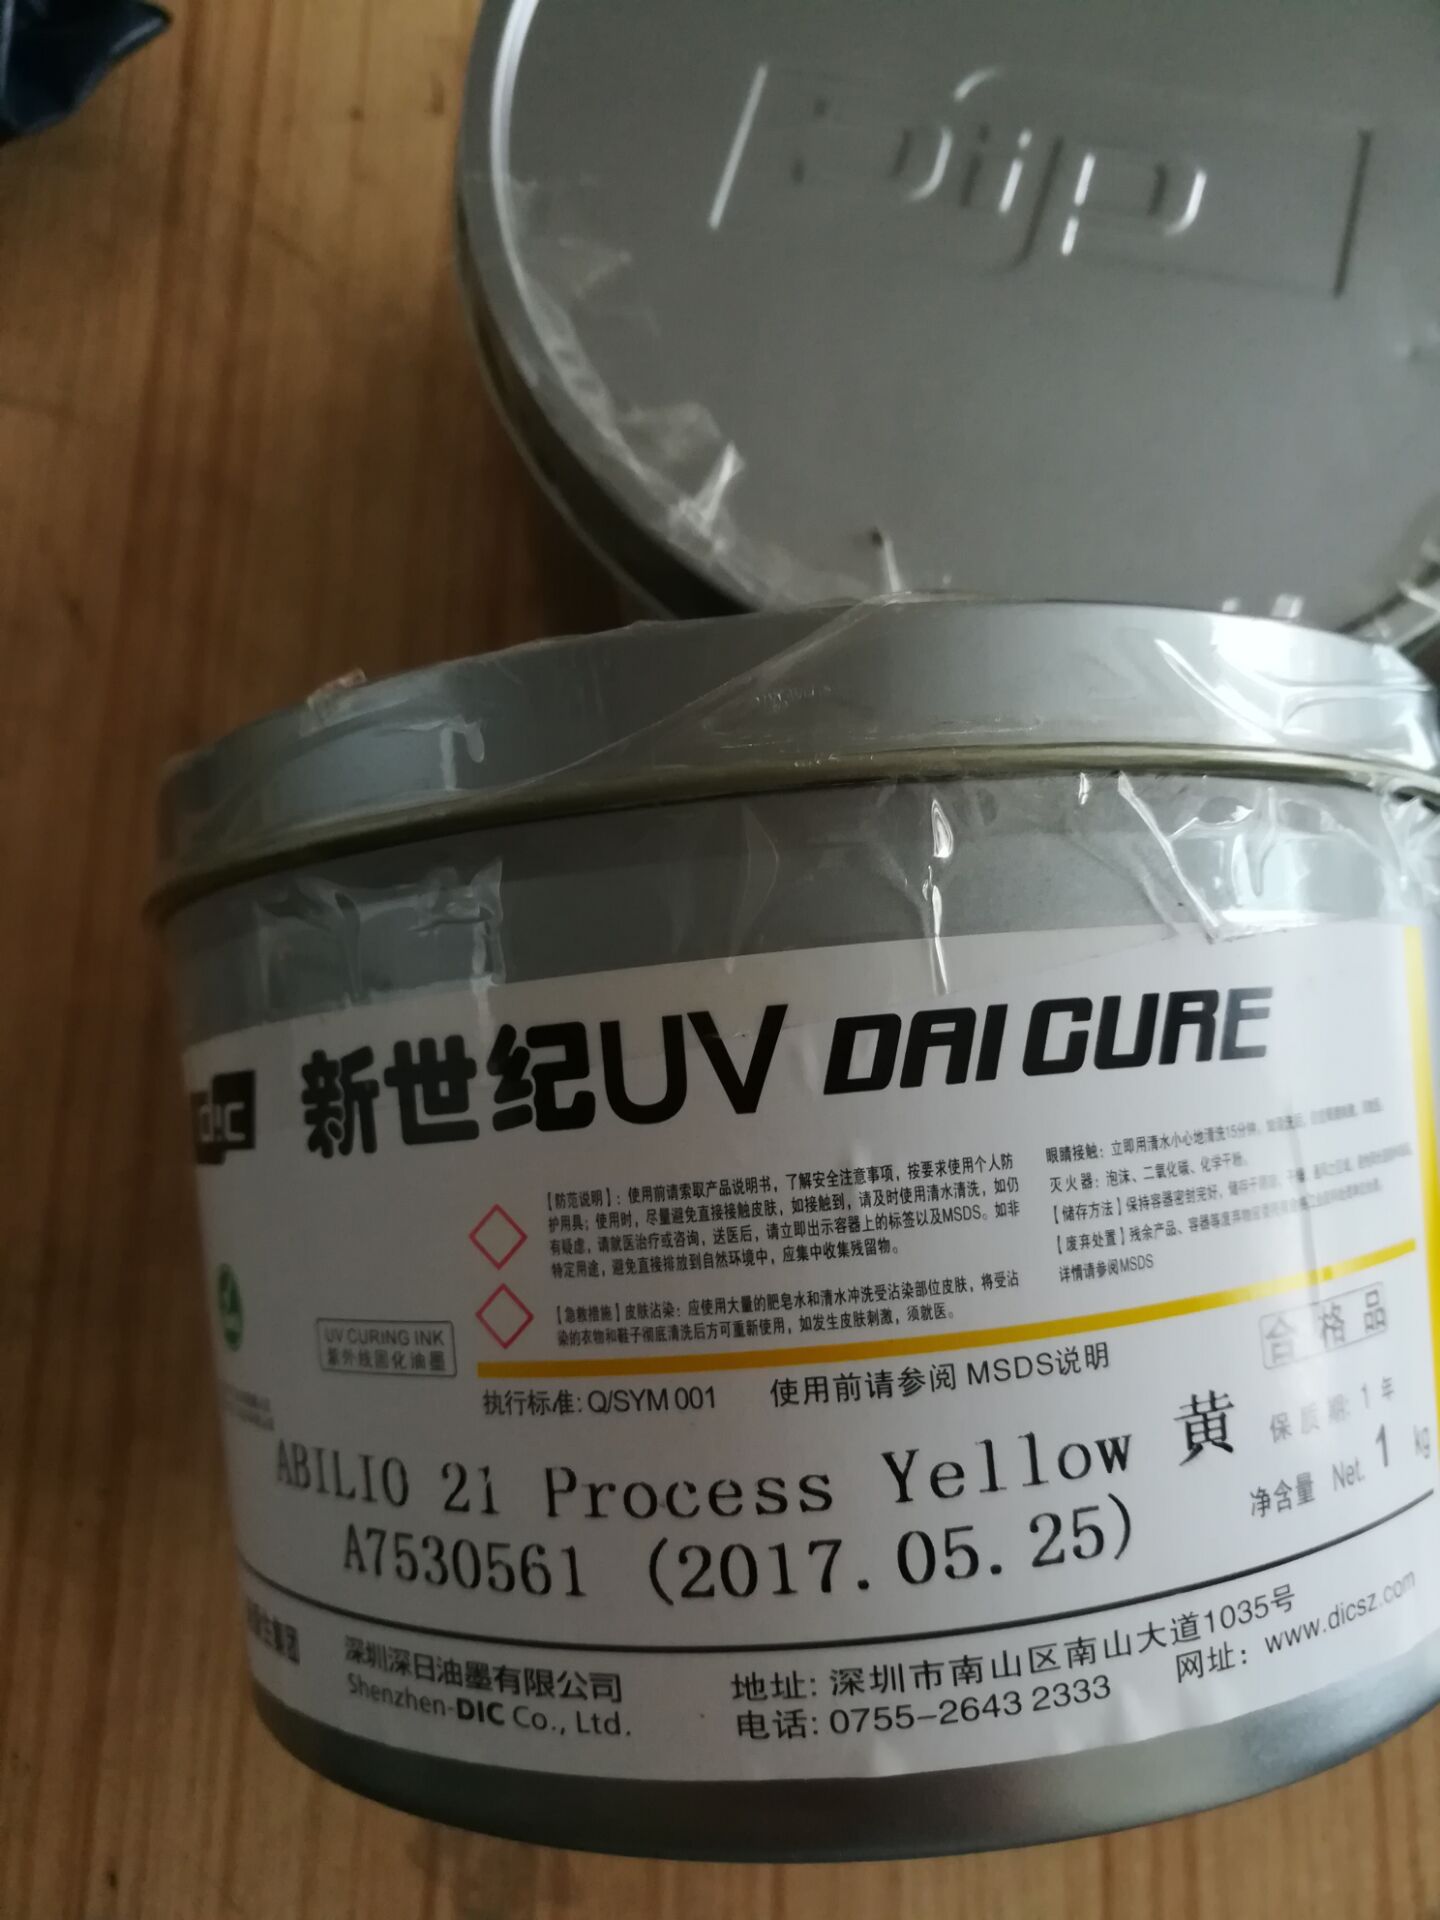 dic
dic
新世纪UV DAI CURE
【防范说明】：使用前请索取产品说明书，了解安全注意事项，按要求使用个人防
护用具；使用时，尽量避免直接接触皮肤，如接触到，请及时使用清水清洗，如仍
有疑虑，请就医治疗或咨询，送医后，请立即出示容器上的标签以及MSDS。如非
特定用途，避免直接排放到自然环境中，应集中收集残留物。
【急救措施】皮肤沾染：应使用大量的肥皂水和清水冲洗受沾染部位皮肤，将受沾
染的衣物和鞋子彻底清洗后方可重新使用，如发生皮肤刺激，须就医。
眼睛接触：立即用清水小心地清洗15分钟，
灭火器：泡沫、二氧化碳、化学干粉。
【储存方法】保持容器密封完好，
【废弃处置】残余产品、容器等废弃物
详情请参阅MSDS
UV CURING INK
紫外线固化油墨
执行标准: Q/SYM 001
使用前请参阅 MSDS说明
合格品
保质期: 1 年
净含量 Net. 1 kg
ABILIO 21 Process Yellow 黄
A7530561 (2017.05.25)
集团
深圳深日油墨有限公司
Shenzhen-DIC Co., Ltd.
地址: 深圳市南山区南山大道1035号
电话: 0755-2643 2333
网址: www.dicsz.com